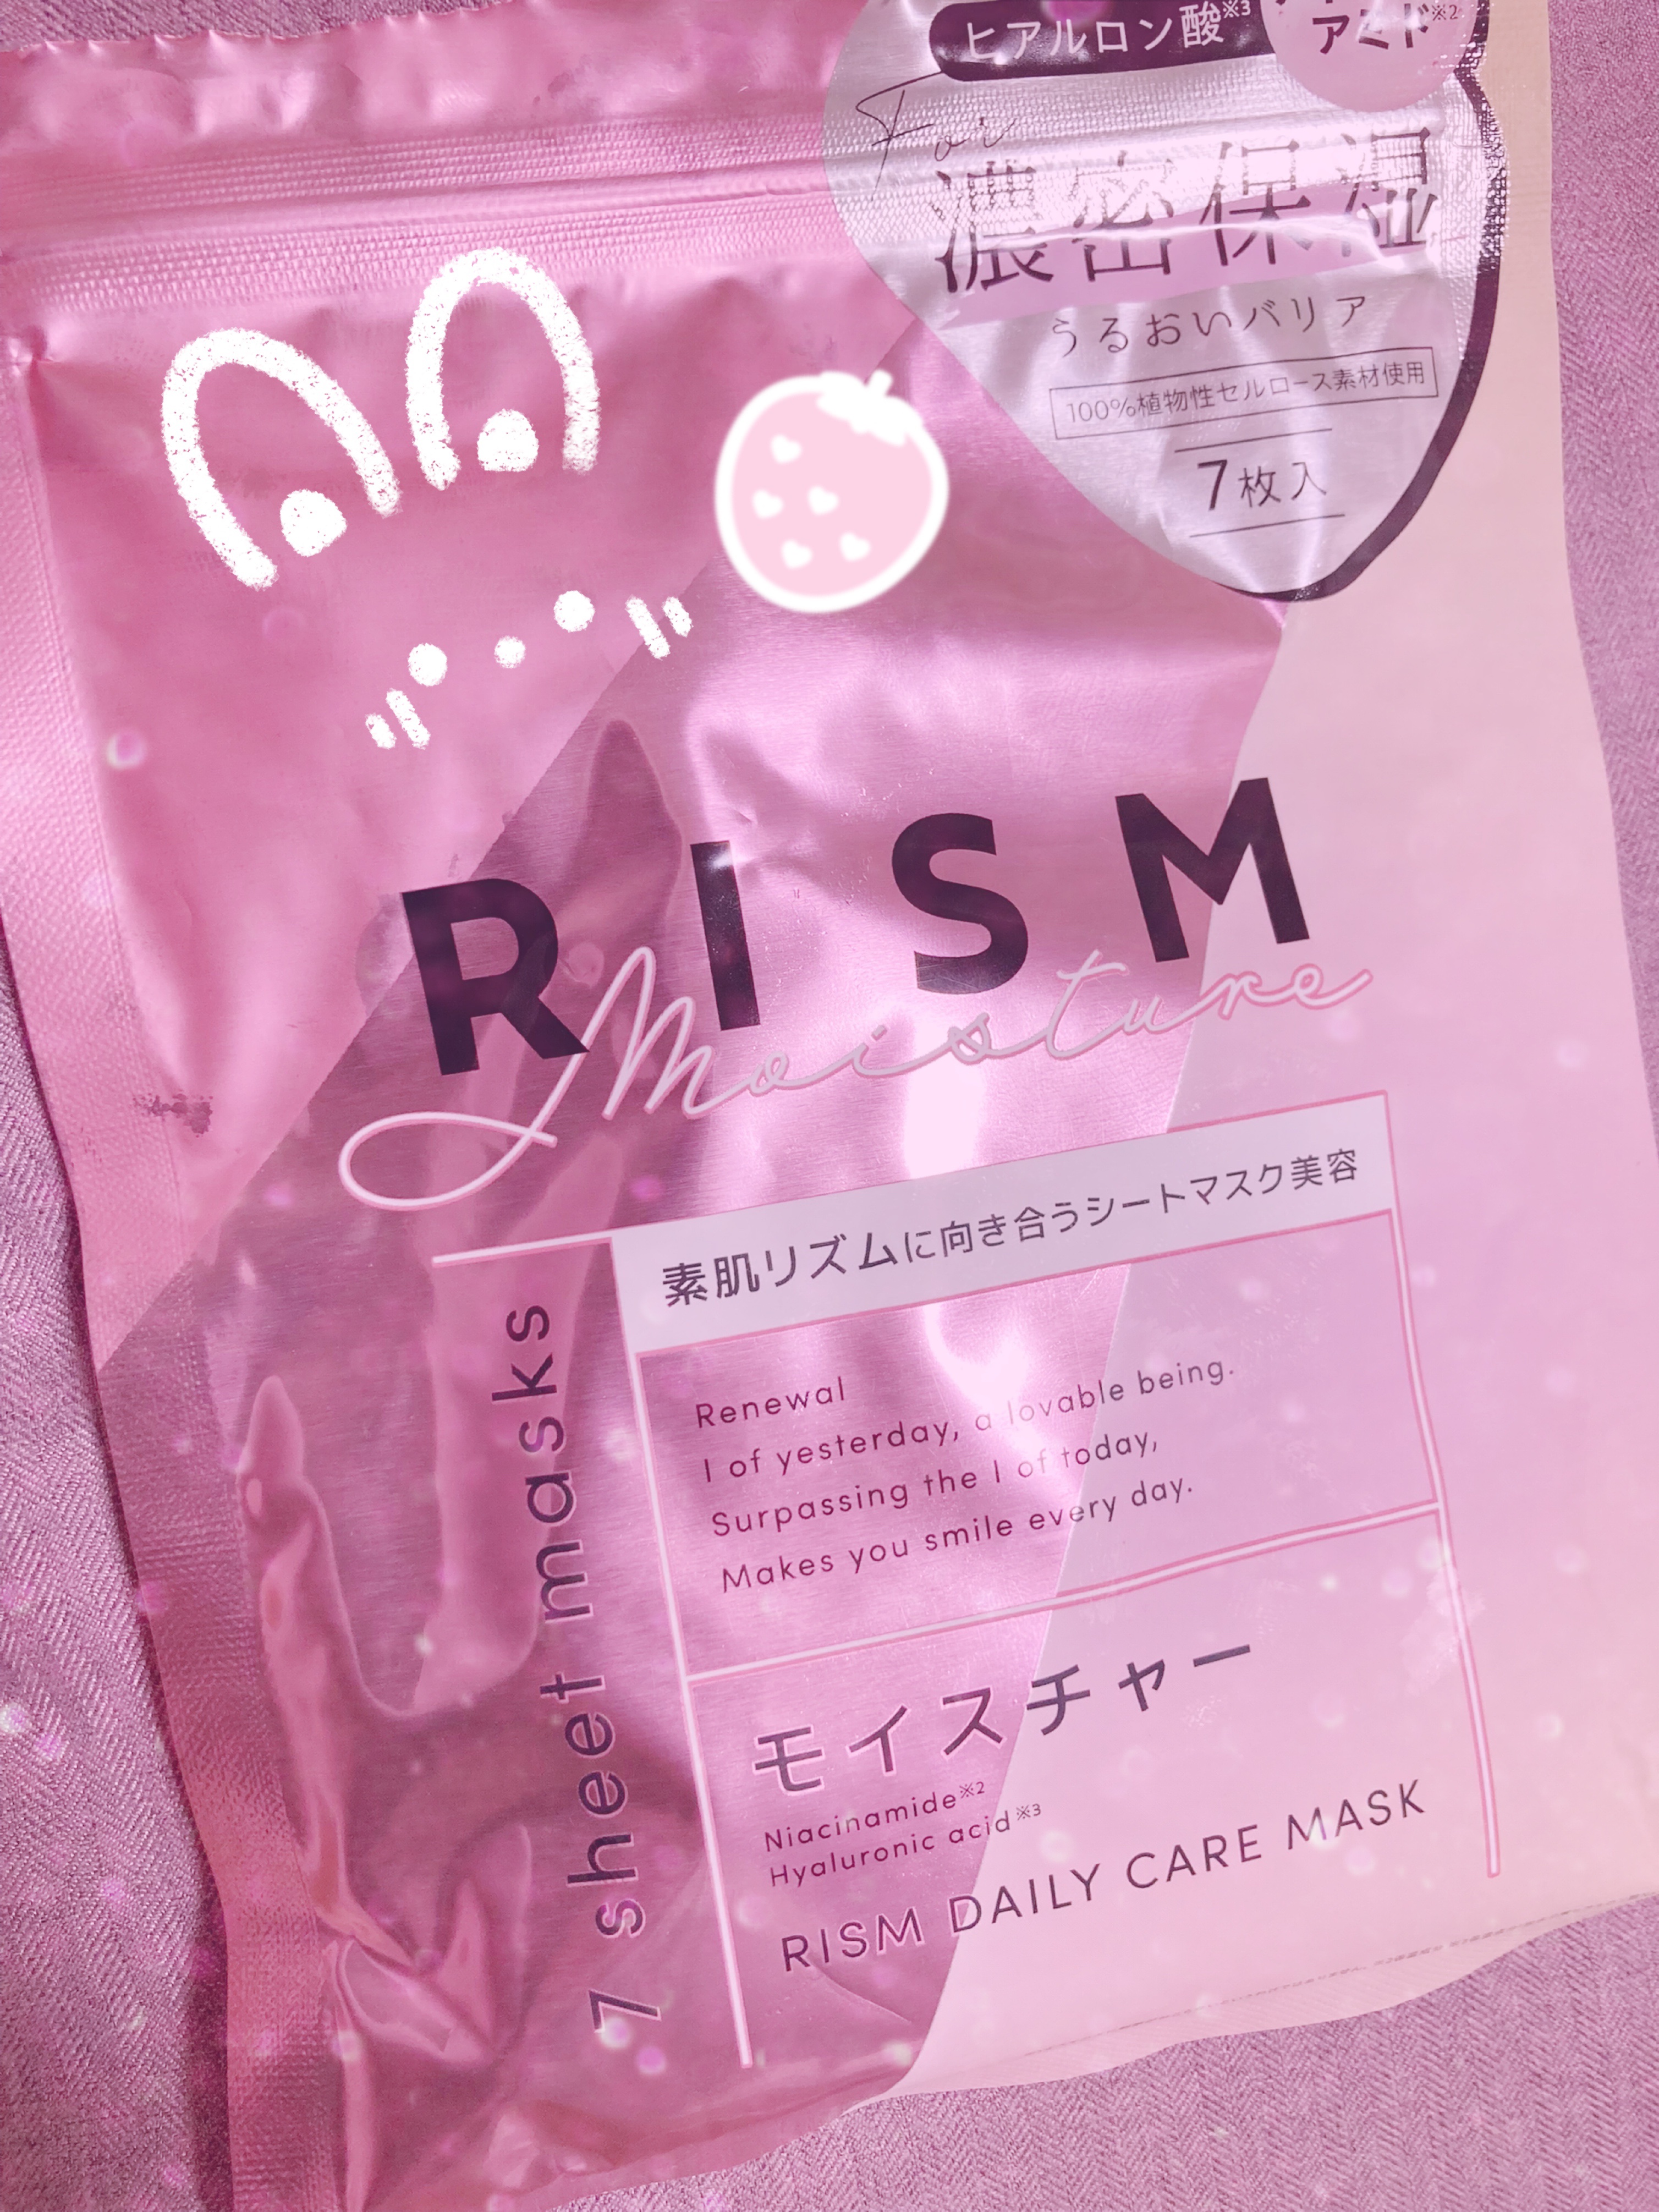 ヒアルロン酸※3
アミド※2
For
濃密保湿
うるおいバリア
100%植物性セルロース素材使用
7枚入
RISM
Moisture
素肌リズムに向き合うシートマスク美容
7 sheet masks
Renewal
I of yesterday, a lovable being.
Surpassing the I of today,
Makes you smile every day.
モイスチャー
Niacinamide※2
Hyaluronic acid※3
RISM DAILY CARE MASK